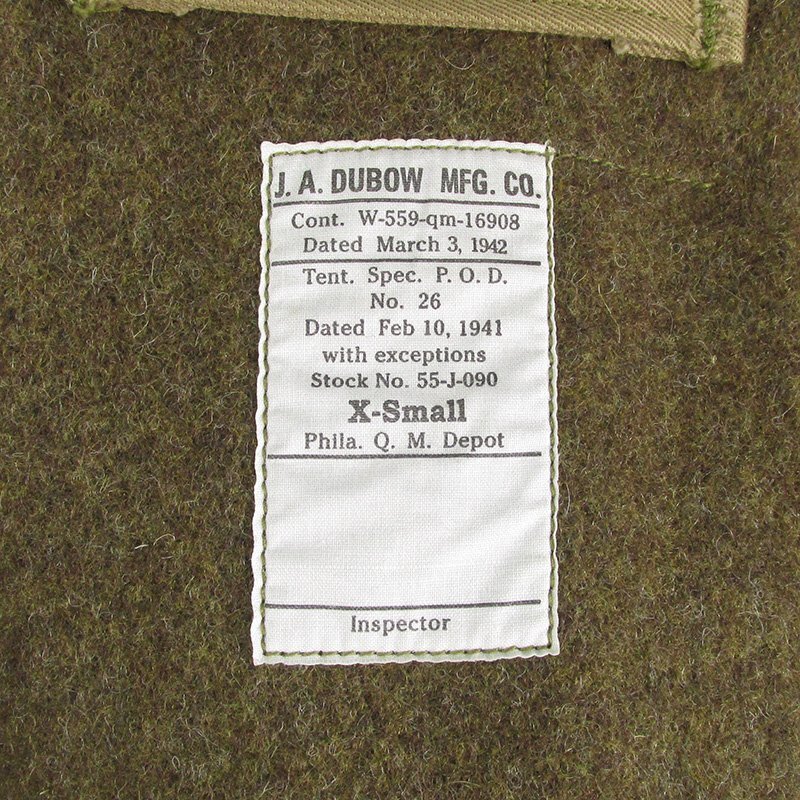 J. A. DUBOW MFG. CO.
Cont. W-559-qm-16908
Dated March 3, 1942
Tent. Spec. P. O. D.
No. 26
Dated Feb 10, 1941
with exceptions
Stock No. 55-J-090
X-Small
Phila. Q. M. Depot
Inspector